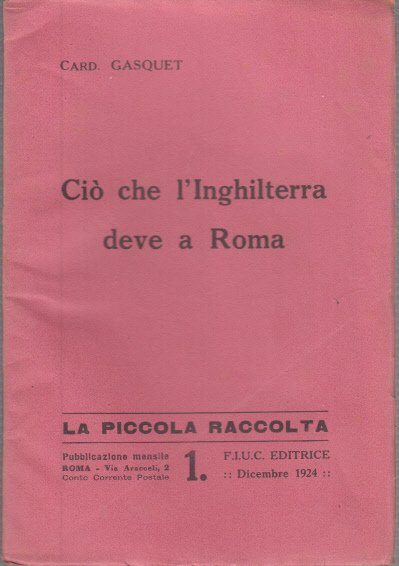 CARD. GASQUET
Ciò che l'Inghilterra
deve a Roma
LA PICCOLA RACCOLTA
Pubblicazione mensile
ROMA - Via Aracoeli, 2
Conto Corrente Postale
1.
F.I.U.C. EDITRICE
:: Dicembre 1924 ::